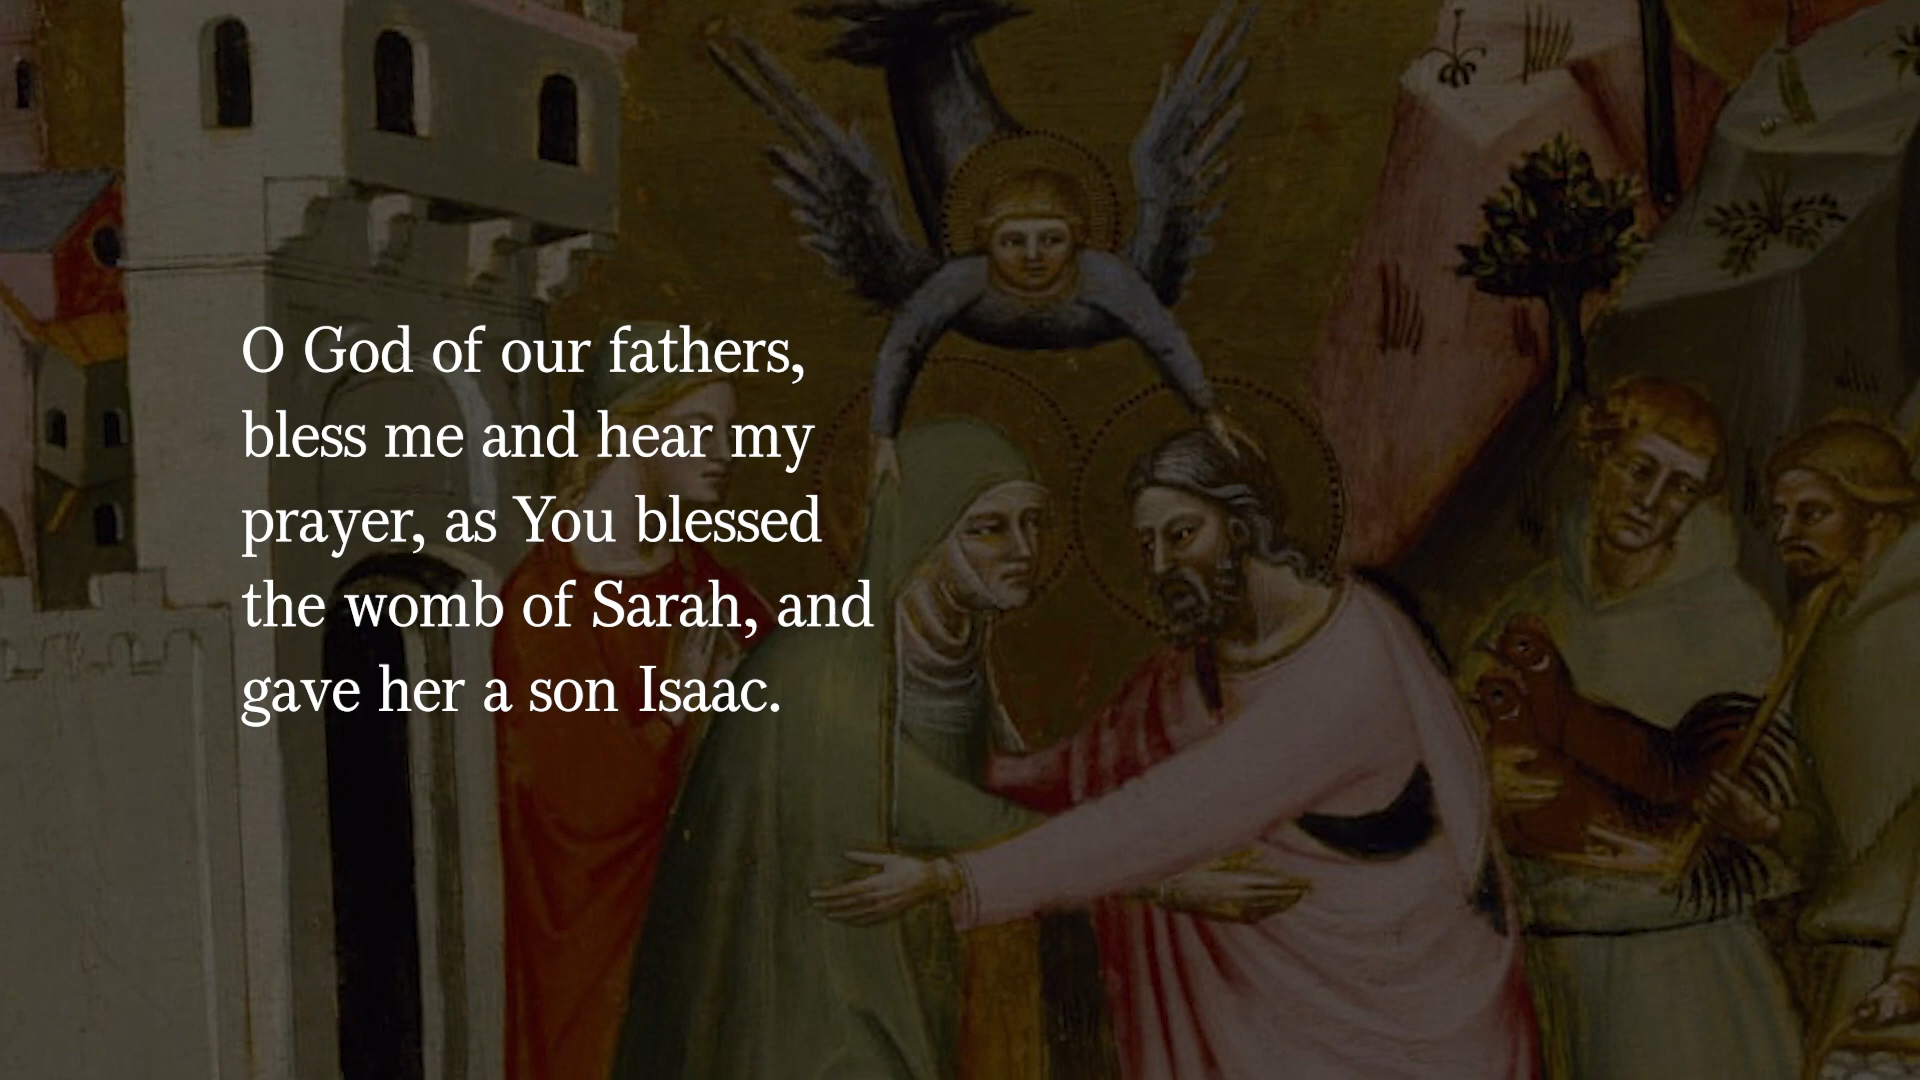 O God of our fathers,
bless me and hear my
prayer, as You blessed
the womb of Sarah, and
gave her a son Isaac.